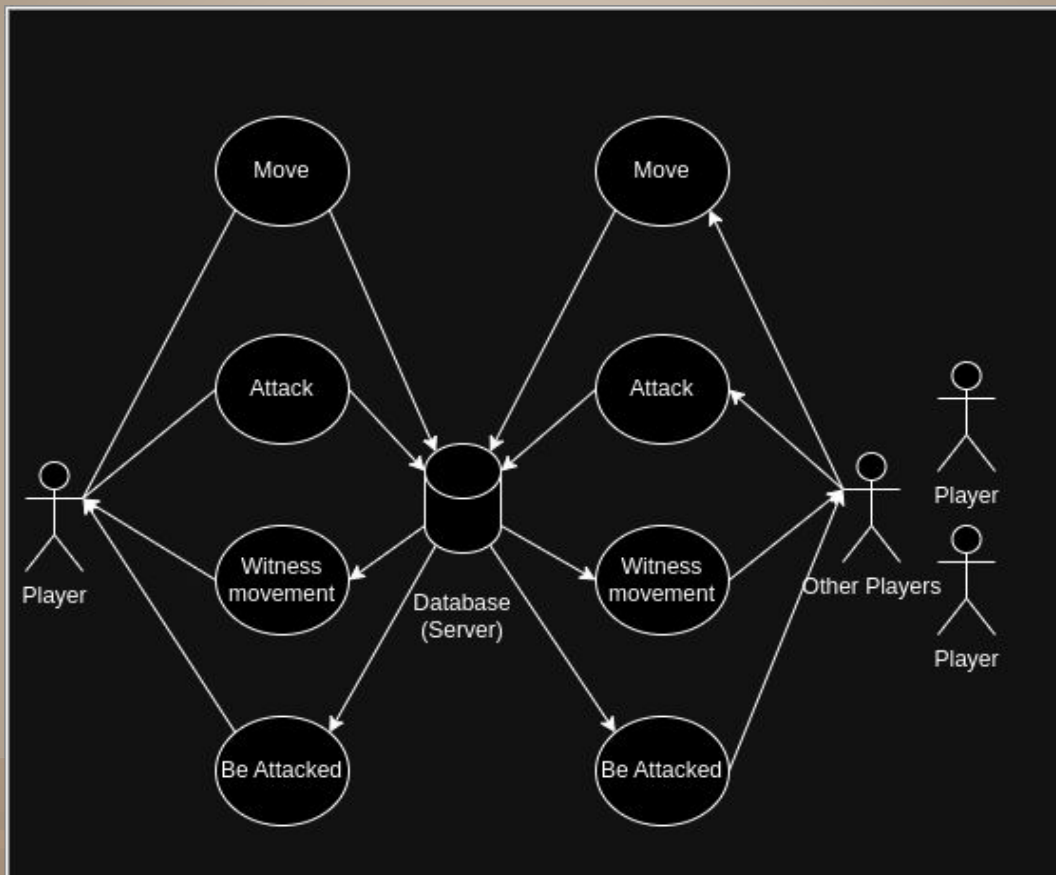 Move
Move
Attack
Attack
Player
Witness
movement
Database
(Server)
Witness
movement
Other Players
Player
Player
Be Attacked
Be Attacked